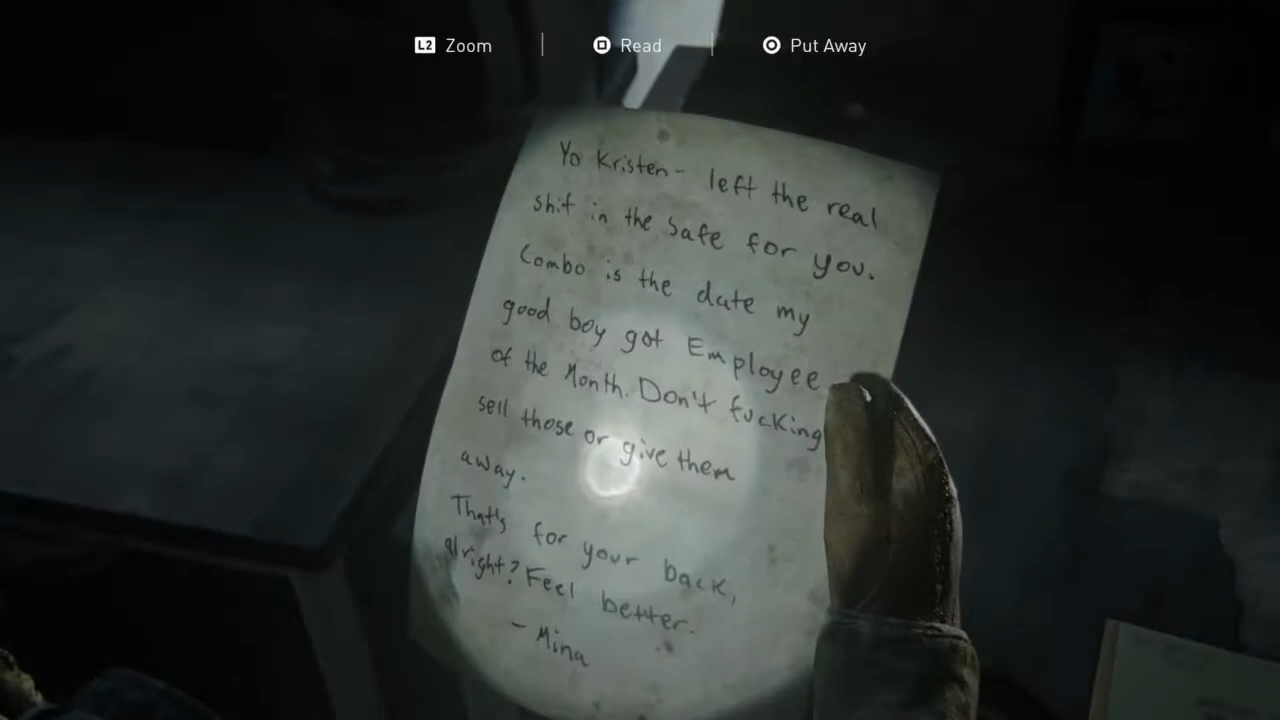 L2 Zoom | Read | Put Away
Yo Kristen - left the real
shit in the safe for you.
Combo is the date my
good boy got Employee
of the Month. Don't fucking
sell those or give them
away.
That's for your back,
alright? Feel better.
- Mina